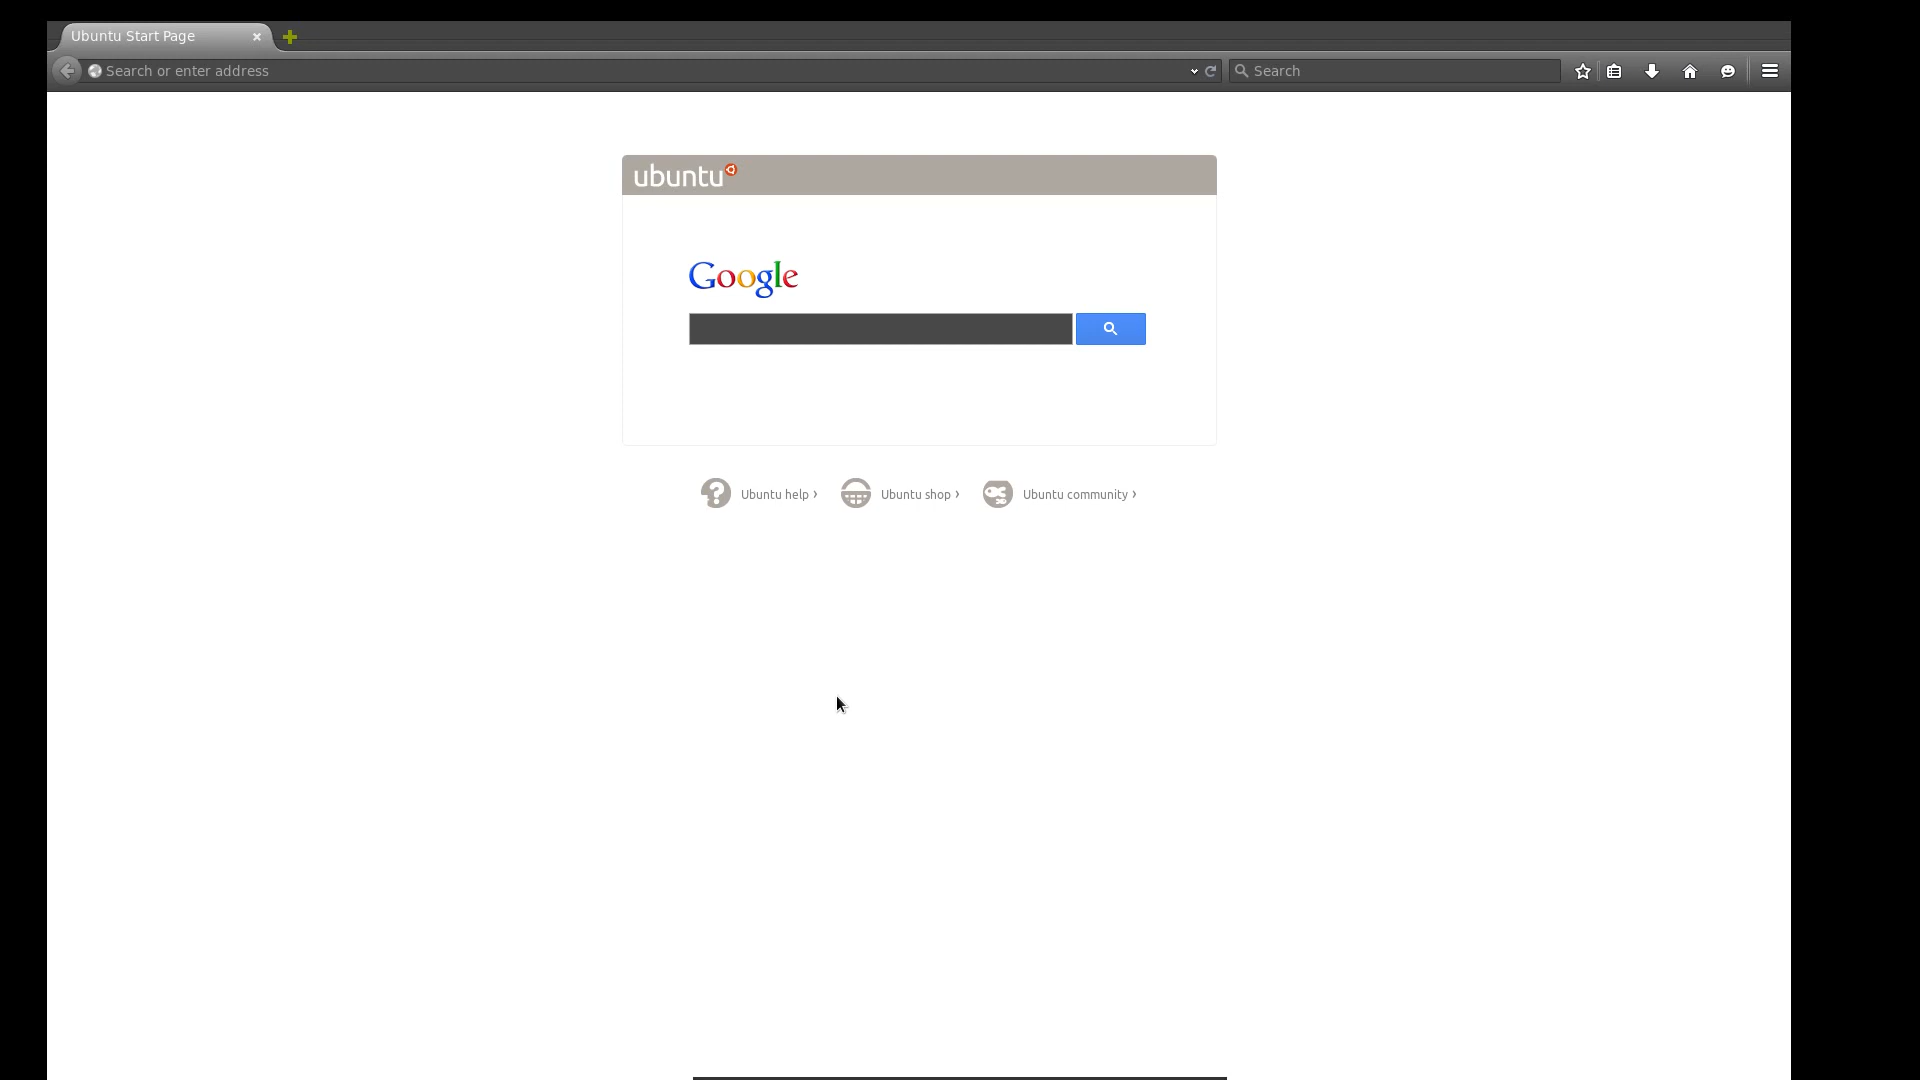 Ubuntu Start Page
Search or enter address
Search
ubuntu
Google
Ubuntu help ›
Ubuntu shop ›
Ubuntu community ›